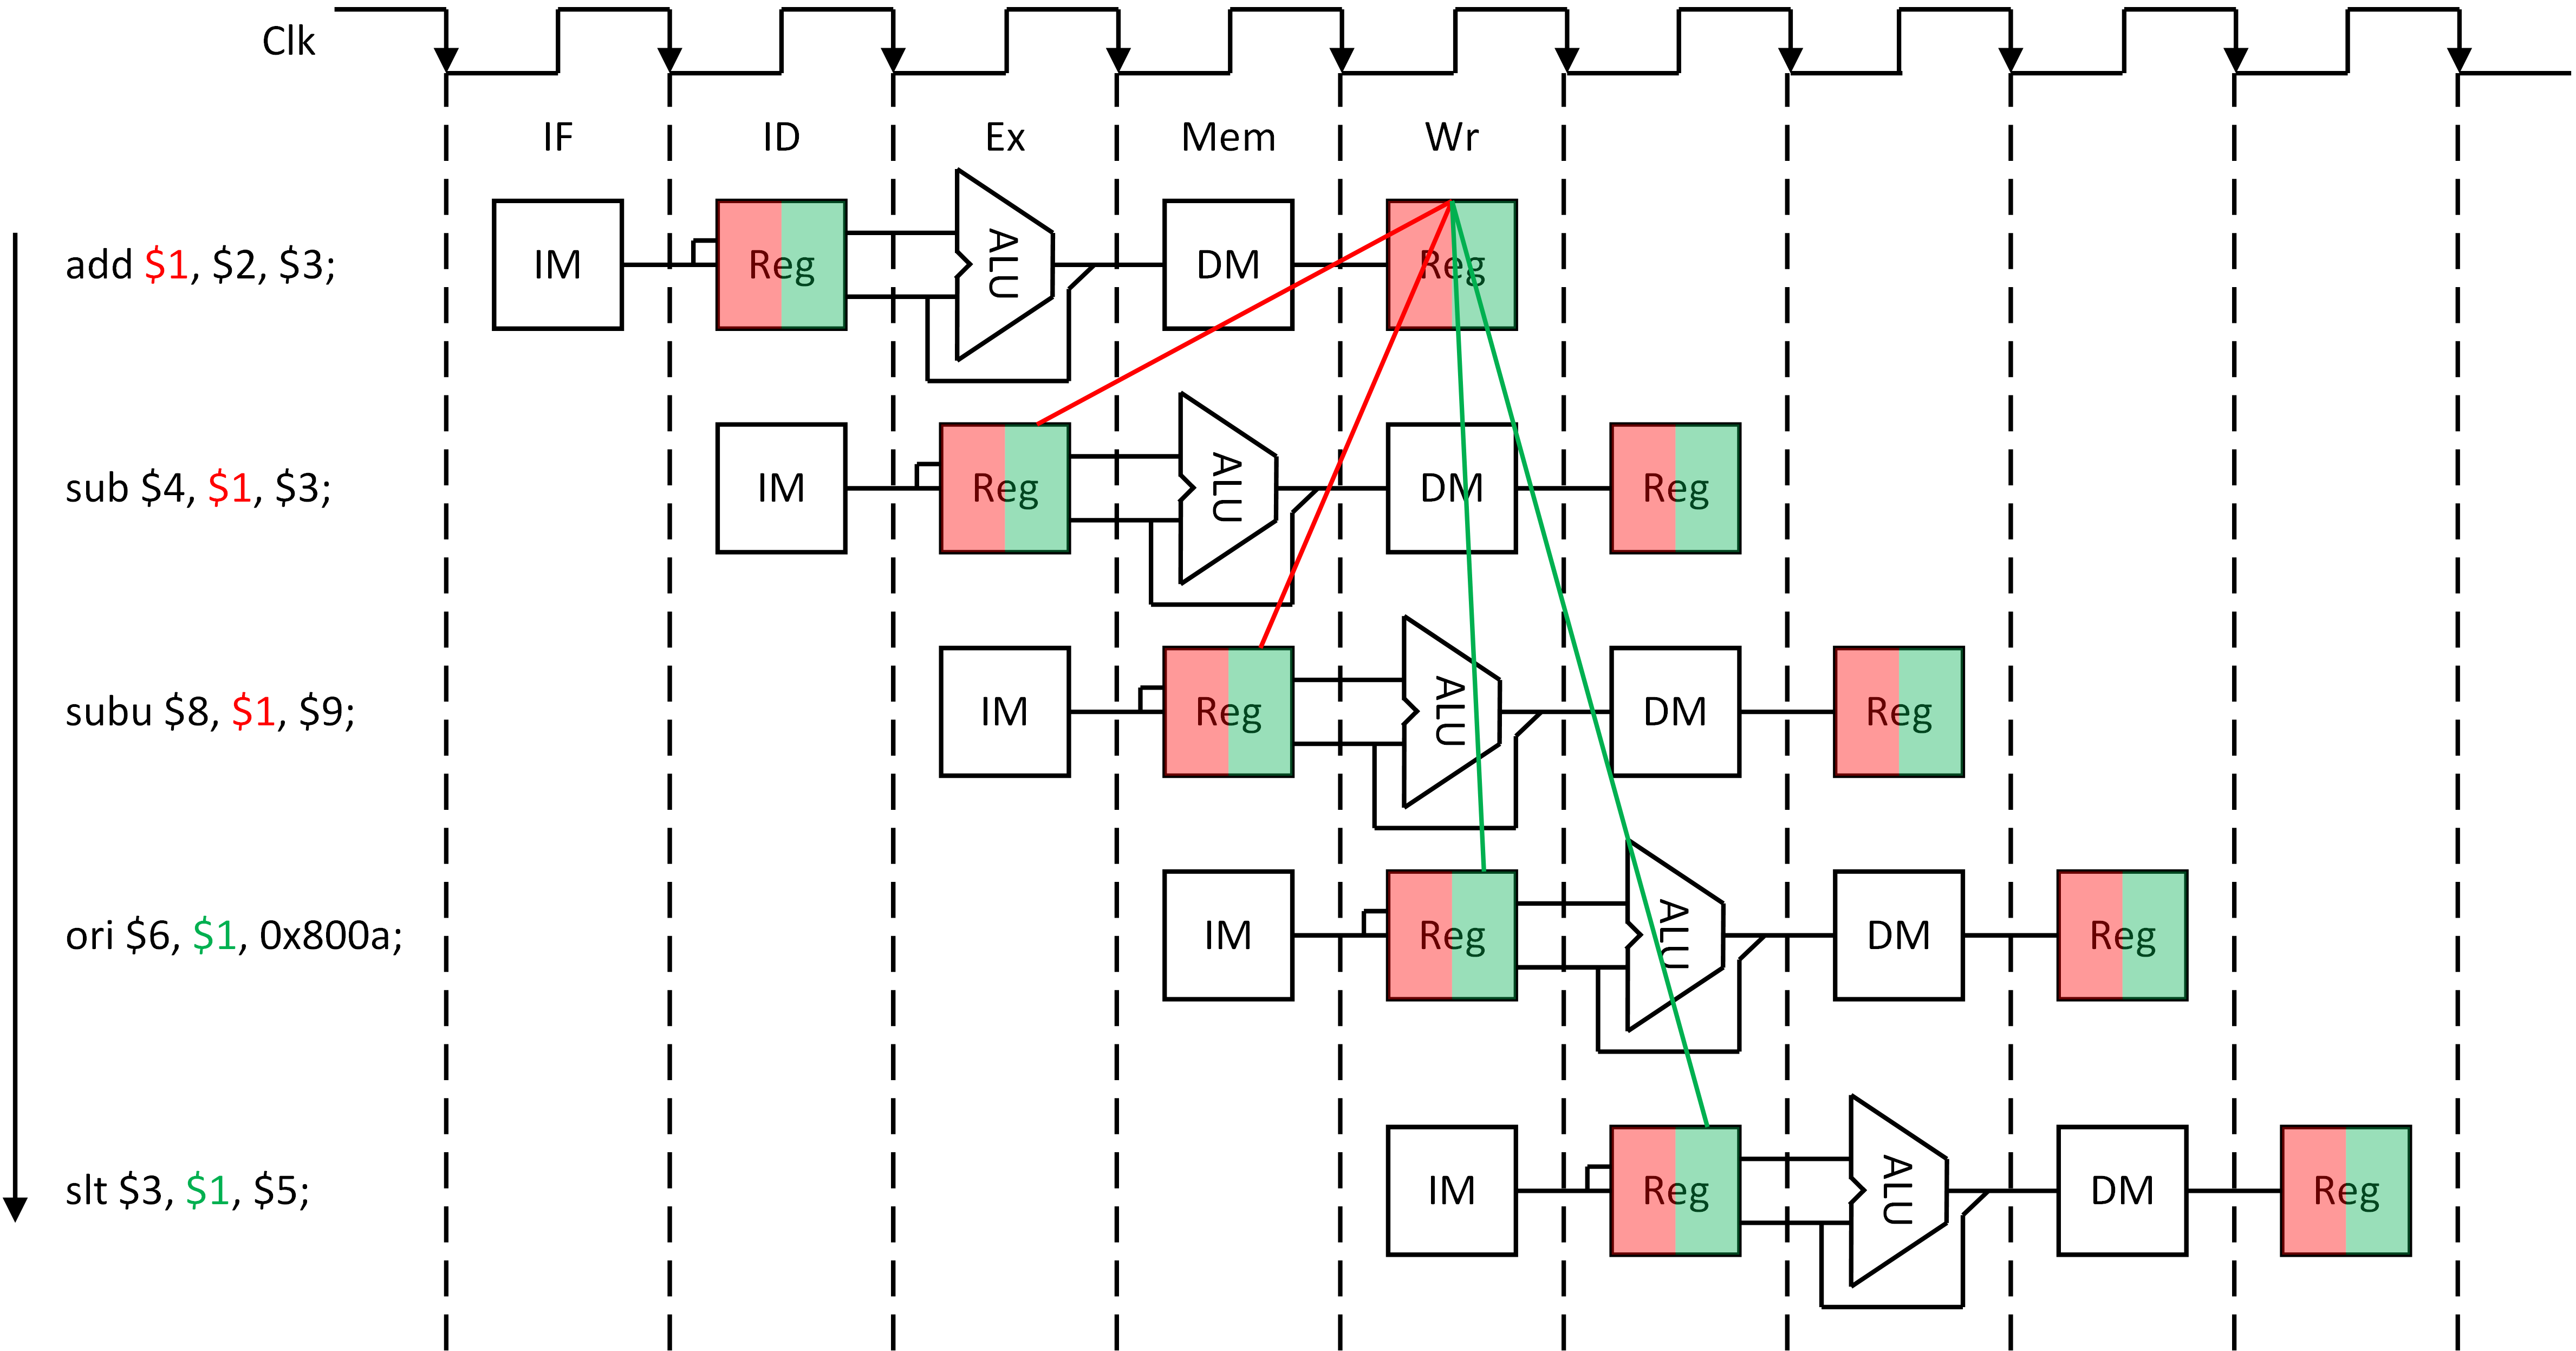 Clk
IF ID Ex Mem Wr
add $1, $2, $3; IM Reg ALU DM Reg
sub $4, $1, $3; IM Reg ALU DM Reg
subu $8, $1, $9; IM Reg ALU DM Reg
ori $6, $1, 0x800a; IM Reg ALU DM Reg
slt $3, $1, $5; IM Reg ALU DM Reg